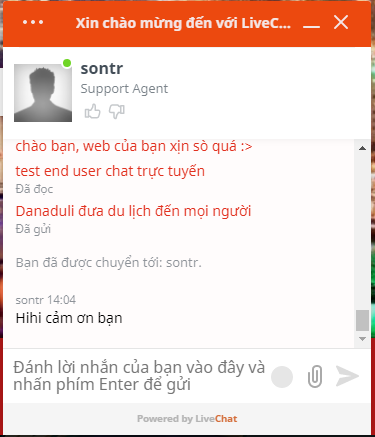 Xin chào mừng đến với LiveC...
sontr
Support Agent
chào bạn, web của bạn xịn sò quá :>
test end user chat trực tuyến
Đã đọc
Danaduli đưa du lịch đến mọi người
Đã gửi
Bạn đã được chuyển tới: sontr.
sontr 14:04
Hihi cảm ơn bạn
Đánh lời nhắn của bạn vào đây và
nhấn phím Enter để gửi
Powered by LiveChat